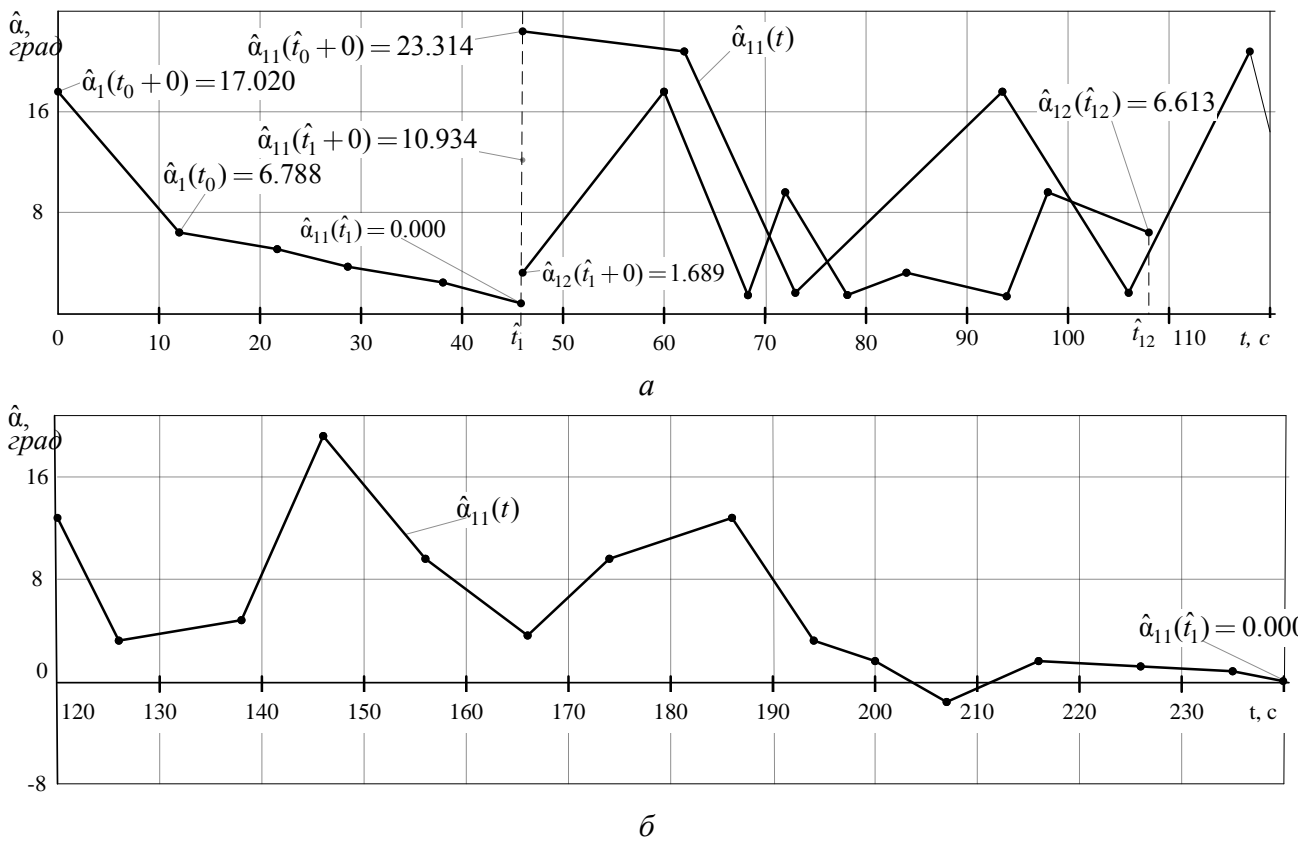 α̂,
град
α̂₁₁(t̂₀ + 0) = 23.314
α̂₁₁(t)
α̂₁(t₀ + 0) = 17.020
16
α̂₁₂(t̂₁₂) = 6.613
α̂₁₁(t̂₁ + 0) = 10.934
α̂₁(t₀) = 6.788
8
α̂₁₁(t̂₁) = 0.000
α̂₁₂(t̂₁ + 0) = 1.689
0 10 20 30 40 t̂₁ 50 60 70 80 90 100 t̂₁₂ 110 t, с
а
α̂,
град
16
α̂₁₁(t)
8
α̂₁₁(t̂₁) = 0.000
0
120 130 140 150 160 170 180 190 200 210 220 230 t, c
-8
б